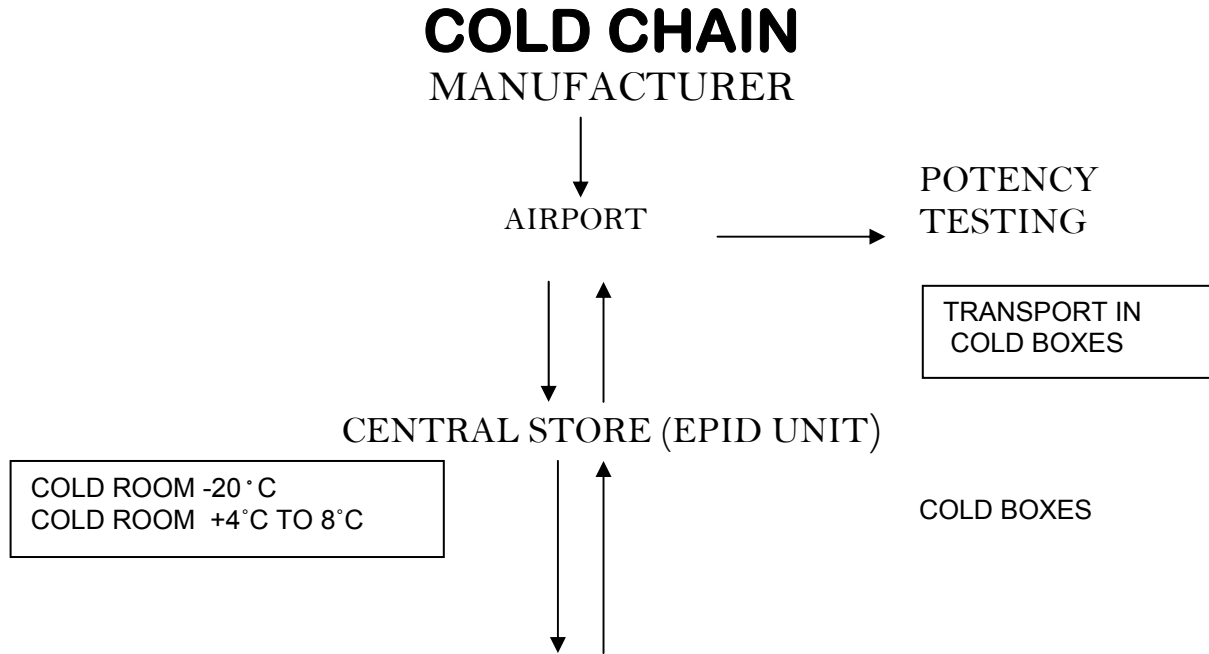 COLD CHAIN
MANUFACTURER
AIRPORT
POTENCY
TESTING
TRANSPORT IN
COLD BOXES
CENTRAL STORE (EPID UNIT)
COLD ROOM -20°C
COLD ROOM +4°C TO 8°C
COLD BOXES